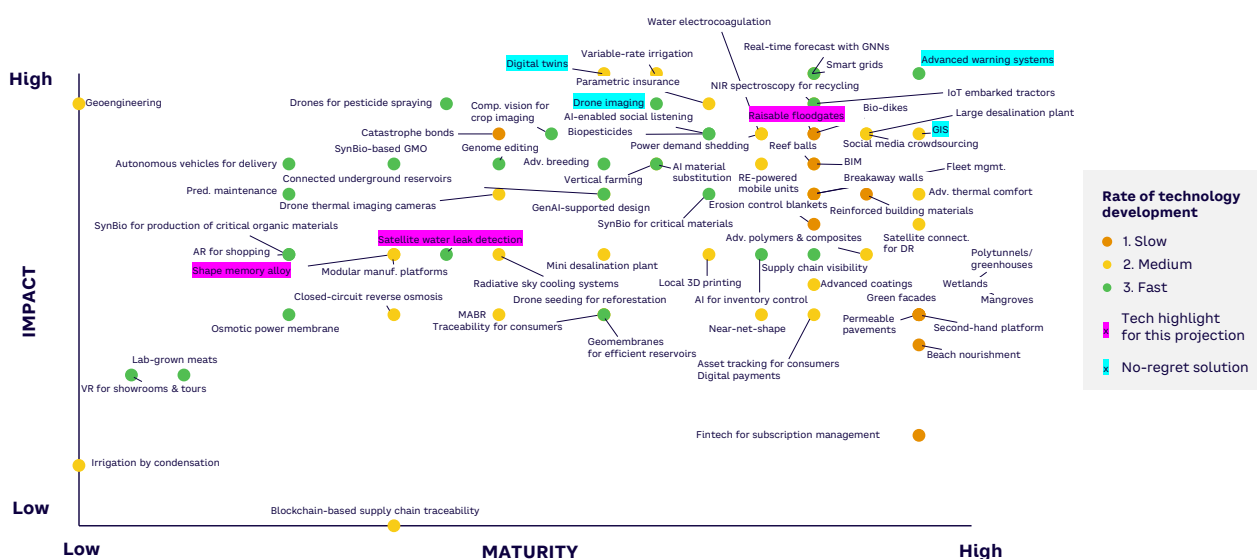 Water electrocoagulation
Real-time forecast with GNNs
Variable-rate irrigation
Advanced warning systems
Digital twins
Smart grids
High
Parametric insurance
NIR spectroscopy for recycling
IoT embarked tractors
Geoengineering
Drones for pesticide spraying
Comp. vision for
crop imaging
Drone imaging
Raisable floodgates
Bio-dikes
Large desalination plant
AI-enabled social listening
Catastrophe bonds
Biopesticides
GIS
SynBio-based GMO
Genome editing
Power demand shedding
Reef balls
Social media crowdsourcing
Autonomous vehicles for delivery
Adv. breeding
AI material
substitution
BIM
Fleet mgmt.
Connected underground reservoirs
Vertical farming
RE-powered
mobile units
Breakaway walls
Pred. maintenance
Adv. thermal comfort
Drone thermal imaging cameras
GenAI-supported design
Erosion control blankets
Reinforced building materials
SynBio for production of critical organic materials
SynBio for critical materials
Satellite water leak detection
Adv. polymers & composites
Satellite connect.
for DR
AR for shopping
Polytunnels/
greenhouses
Shape memory alloy
Modular manuf. platforms
Mini desalination plant
Supply chain visibility
Radiative sky cooling systems
Local 3D printing
Advanced coatings
Wetlands
Closed-circuit reverse osmosis
Drone seeding for reforestation
AI for inventory control
Green facades
Mangroves
MABR
Permeable
pavements
Osmotic power membrane
Traceability for consumers
Near-net-shape
Second-hand platform
Geomembranes
for efficient reservoirs
Beach nourishment
Lab-grown meats
Asset tracking for consumers
Digital payments
VR for showrooms & tours
Fintech for subscription management
Irrigation by condensation
Low
Blockchain-based supply chain traceability
IMPACT
Low
MATURITY
High
Rate of technology
development
1. Slow
2. Medium
3. Fast
x Tech highlight
for this projection
x No-regret solution